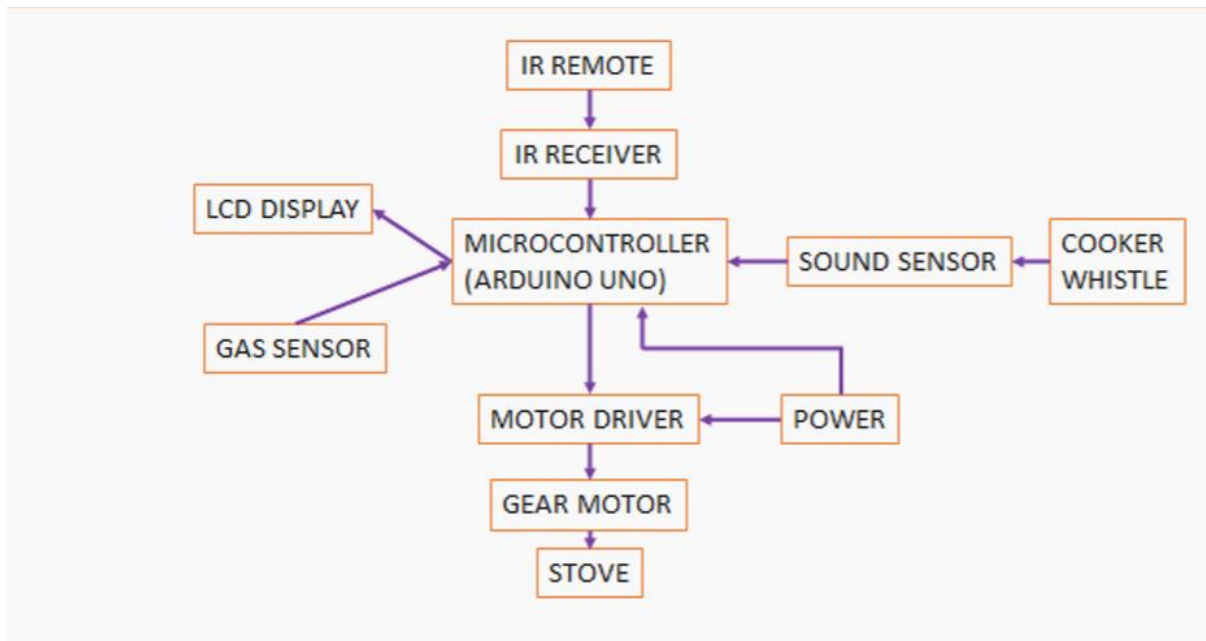 IR REMOTE
IR RECEIVER
LCD DISPLAY
MICROCONTROLLER
(ARDUINO UNO)
SOUND SENSOR
COOKER
WHISTLE
GAS SENSOR
MOTOR DRIVER
POWER
GEAR MOTOR
STOVE